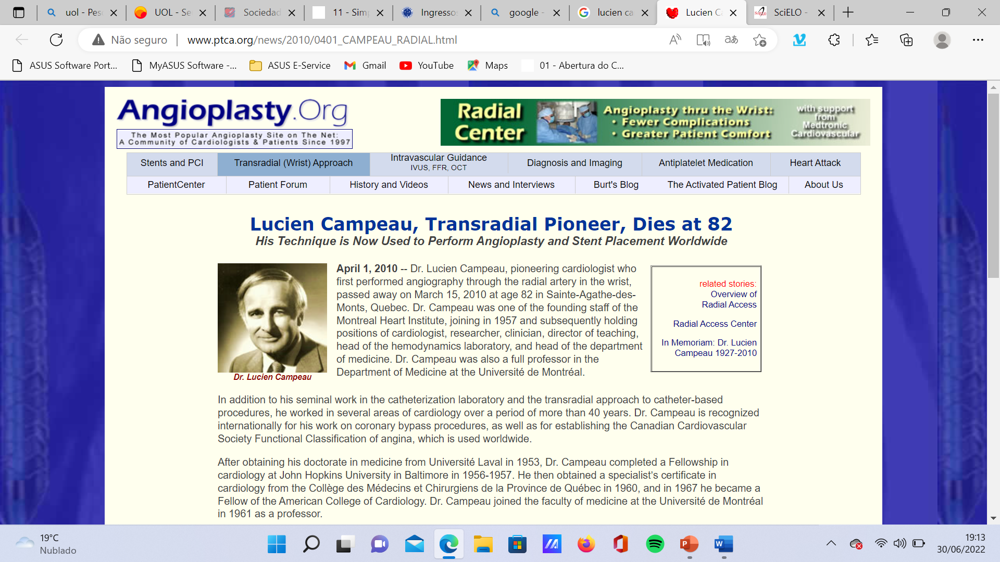 uol - Pes
UOL - Se
Sociedad
11 - Simp
Ingresso
google -
lucien ca
Lucien Ca
SciELO -
Não seguro
www.ptca.org/news/2010/0401_CAMPEAU_RADIAL.html
ASUS Software Port...
MyASUS Software -...
ASUS E-Service
Gmail
YouTube
Maps
01 - Abertura do C...
Angioplasty.Org
The Most Popular Angioplasty Site on The Net:
A Community of Cardiologists & Patients Since 1997
Radial
Center
Angioplasty thru the Wrist:
• Fewer Complications
• Greater Patient Comfort
with support
from
Medtronic
Cardiovascular
Stents and PCI
Transradial (Wrist) Approach
Intravascular Guidance
IVUS, FFR, OCT
Diagnosis and Imaging
Antiplatelet Medication
Heart Attack
PatientCenter
Patient Forum
History and Videos
News and Interviews
Burt's Blog
The Activated Patient Blog
About Us
Lucien Campeau, Transradial Pioneer, Dies at 82
His Technique is Now Used to Perform Angioplasty and Stent Placement Worldwide
Dr. Lucien Campeau
April 1, 2010 -- Dr. Lucien Campeau, pioneering cardiologist who
first performed angiography through the radial artery in the wrist,
passed away on March 15, 2010 at age 82 in Sainte-Agathe-des-
Monts, Quebec. Dr. Campeau was one of the founding staff of the
Montreal Heart Institute, joining in 1957 and subsequently holding
positions of cardiologist, researcher, clinician, director of teaching,
head of the hemodynamics laboratory, and head of the department
of medicine. Dr. Campeau was also a full professor in the
Department of Medicine at the Université de Montréal.
related stories:
Overview of
Radial Access
Radial Access Center
In Memoriam: Dr. Lucien
Campeau 1927-2010
In addition to his seminal work in the catheterization laboratory and the transradial approach to catheter-based
procedures, he worked in several areas of cardiology over a period of more than 40 years. Dr. Campeau is recognized
internationally for his work on coronary bypass procedures, as well as for establishing the Canadian Cardiovascular
Society Functional Classification of angina, which is used worldwide.
After obtaining his doctorate in medicine from Université Laval in 1953, Dr. Campeau completed a Fellowship in
cardiology at John Hopkins University in Baltimore in 1956-1957. He then obtained a specialist's certificate in
cardiology from the Collège des Médecins et Chirurgiens de la Province de Québec in 1960, and in 1967 he became a
Fellow of the American College of Cardiology. Dr. Campeau joined the faculty of medicine at the Université de Montréal
in 1961 as a professor.
19°C
Nublado
19:13
30/06/2022